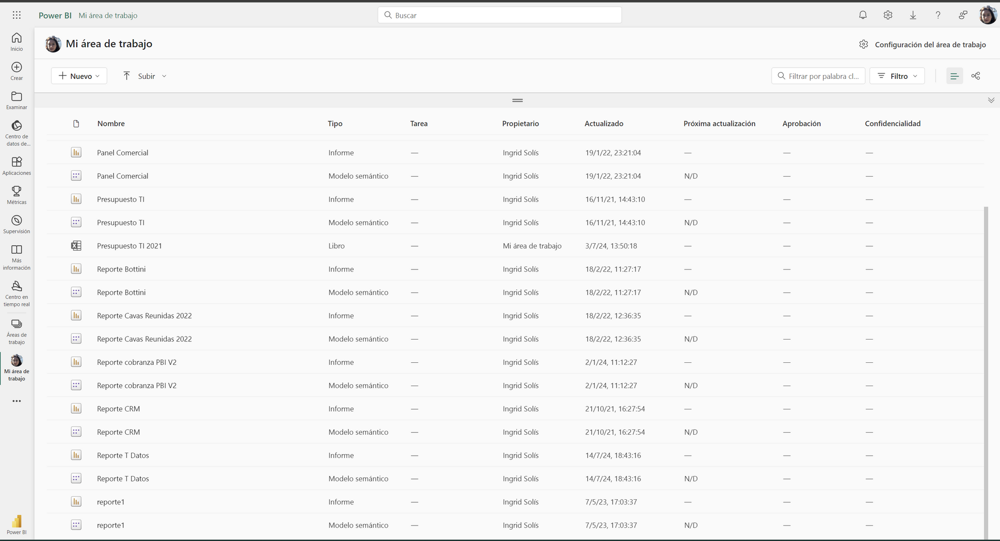 Power BI Mi área de trabajo
Buscar
Inicio
Crear
Examinar
Centro de
datos de...
Aplicaciones
Métricas
Supervisión
Más
información
Centro en
tiempo real
Áreas de
trabajo
Mi área de
trabajo
Power BI
Mi área de trabajo
Configuración del área de trabajo
Nuevo
Subir
Filtrar por palabra cl...
Filtro
Nombre Tipo Tarea Propietario Actualizado Próxima actualización Aprobación Confidencialidad
Panel Comercial Informe — Ingrid Solís 19/1/22, 23:21:04 — — —
Panel Comercial Modelo semántico — Ingrid Solís 19/1/22, 23:21:04 N/D — —
Presupuesto TI Informe — Ingrid Solís 16/11/21, 14:43:10 — — —
Presupuesto TI Modelo semántico — Ingrid Solís 16/11/21, 14:43:10 N/D — —
Presupuesto TI 2021 Libro — Mi área de trabajo 3/7/24, 13:50:18 — — —
Reporte Bottini Informe — Ingrid Solís 18/2/22, 11:27:17 — — —
Reporte Bottini Modelo semántico — Ingrid Solís 18/2/22, 11:27:17 N/D — —
Reporte Cavas Reunidas 2022 Informe — Ingrid Solís 18/2/22, 12:36:35 — — —
Reporte Cavas Reunidas 2022 Modelo semántico — Ingrid Solís 18/2/22, 12:36:35 N/D — —
Reporte cobranza PBI V2 Informe — Ingrid Solís 2/1/24, 11:12:27 — — —
Reporte cobranza PBI V2 Modelo semántico — Ingrid Solís 2/1/24, 11:12:27 N/D — —
Reporte CRM Informe — Ingrid Solís 21/10/21, 16:27:54 — — —
Reporte CRM Modelo semántico — Ingrid Solís 21/10/21, 16:27:54 N/D — —
Reporte T Datos Informe — Ingrid Solís 14/7/24, 18:43:16 — — —
Reporte T Datos Modelo semántico — Ingrid Solís 14/7/24, 18:43:16 N/D — —
reporte1 Informe — Ingrid Solís 7/5/23, 17:03:37 — — —
reporte1 Modelo semántico — Ingrid Solís 7/5/23, 17:03:37 N/D — —